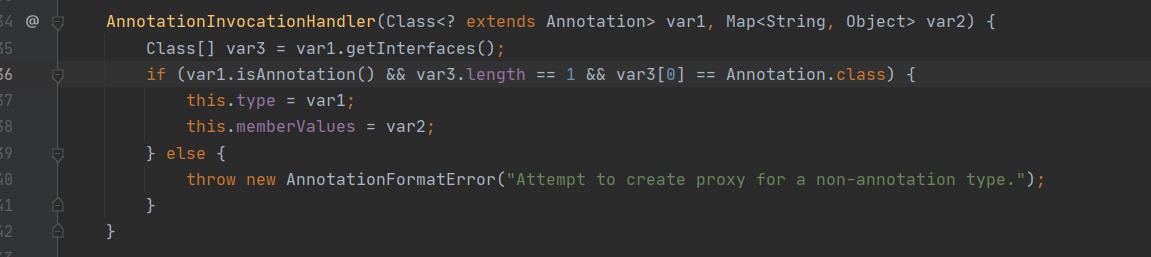 34 @ AnnotationInvocationHandler(Class<? extends Annotation> var1, Map<String, Object> var2) {
35 Class[] var3 = var1.getInterfaces();
36 if (var1.isAnnotation() && var3.length == 1 && var3[0] == Annotation.class) {
37 this.type = var1;
38 this.memberValues = var2;
39 } else {
40 throw new AnnotationFormatError("Attempt to create proxy for a non-annotation type.");
41 }
42 }